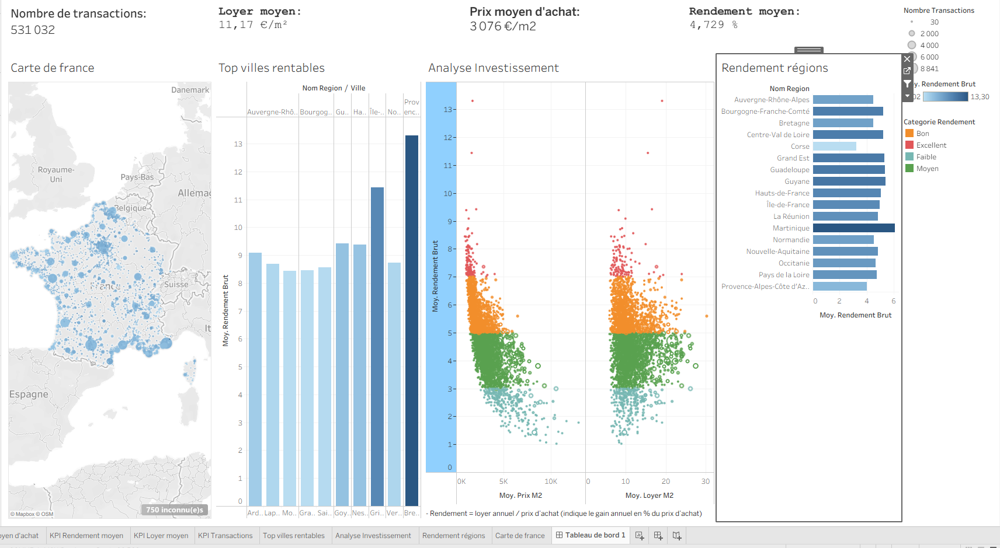 Nombre de transactions:
531 032
Loyer moyen:
11,17 €/m²
Prix moyen d'achat:
3 076 €/m2
Rendement moyen:
4,729 %
Nombre Transactions
30
2 000
4 000
6 000
8 841
y. Rendement Brut
02
13,30
Categorie Rendement
Bon
Excellent
Faible
Moyen
Carte de france
Danemark
Royaume-
Uni
Pays-Bas
Allemag
Belgique
France
Suisse
It
Espagne
750 inconnu(e)s
© Mapbox © OSM
Top villes rentables
Nom Region / Ville
Auvergne-Rhô.. Bourgog.. Gu.. Ha.. Île-.. No.. Prov
enc..
13
12
11
10
9
8
7
6
5
4
3
2
1
0
Moy. Rendement Brut
Ard.. Lap.. Mo.. Gra.. Sai.. Goy.. Nes.. Gri.. Ver.. Bre..
Analyse Investissement
13
12
11
10
9
8
7
6
5
4
3
2
1
0
Moy. Rendement Brut
0K 5K 10K
Moy. Prix M2
0 10 20 30
Moy. Loyer M2
- Rendement = loyer annuel / prix d'achat (indique le gain annuel en % du prix d'achat)
Rendement régions
Nom Region
Auvergne-Rhône-Alpes
Bourgogne-Franche-Comté
Bretagne
Centre-Val de Loire
Corse
Grand Est
Guadeloupe
Guyane
Hauts-de-France
Île-de-France
La Réunion
Martinique
Normandie
Nouvelle-Aquitaine
Occitanie
Pays de la Loire
Provence-Alpes-Côte d'Az..
0 2 4 6
Moy. Rendement Brut
oyen d'achat
KPI Rendement moyen
KPI Loyer moyen
KPI Transactions
Top villes rentables
Analyse Investissement
Rendement régions
Carte de france
Tableau de bord 1